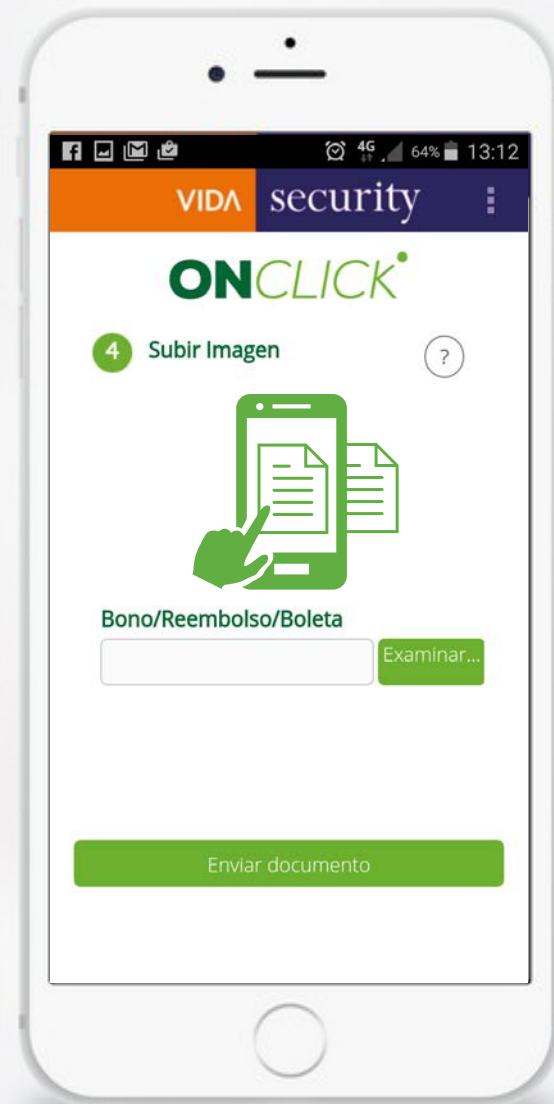 4G 64% 13:12
VIDA security
ONCLICK
4 Subir Imagen ?
Bono/Reembolso/Boleta
Examinar...
Enviar documento